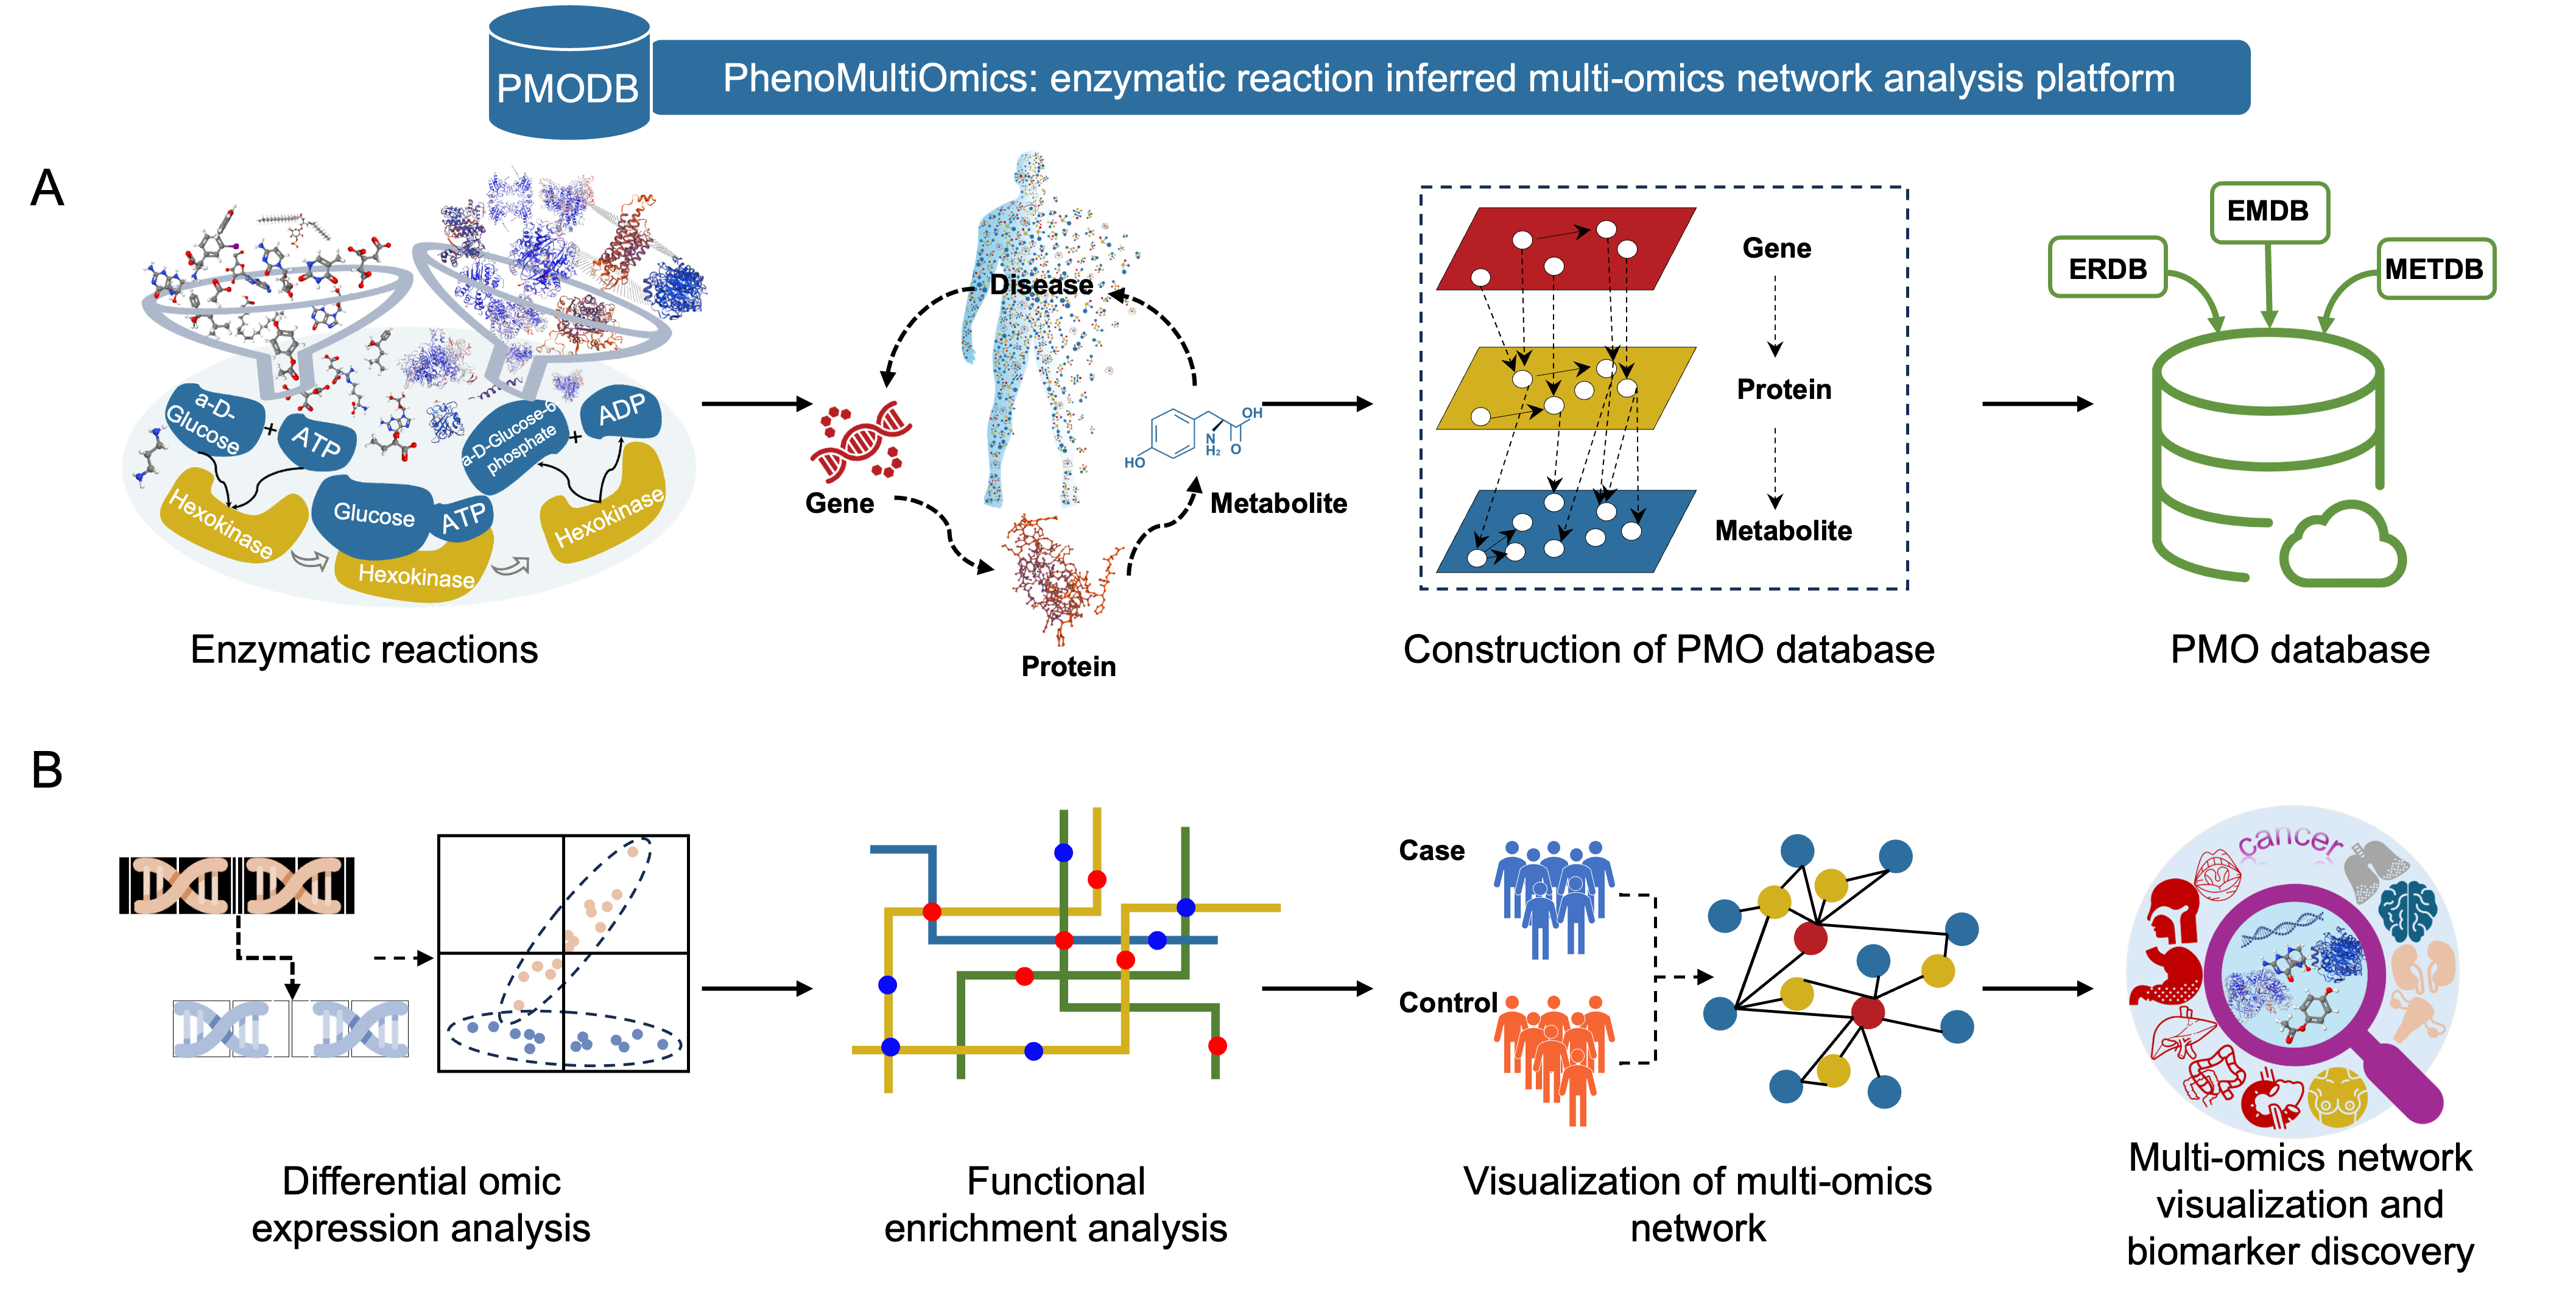 PMODB
PhenoMultiOmics: enzymatic reaction inferred multi-omics network analysis platform
A
a-D-
Glucose
+
ATP
a-D-Glucose-6
phosphate
+
ADP
Hexokinase
Glucose
ATP
Hexokinase
Hexokinase
Enzymatic reactions
Disease
Gene
Protein
Metabolite
HO
N
H₂
O
OH
Gene
Protein
Metabolite
Construction of PMO database
ERDB
EMDB
METDB
PMO database
B
Differential omic
expression analysis
Functional
enrichment analysis
Case
Control
Visualization of multi-omics
network
cancer
Multi-omics network
visualization and
biomarker discovery